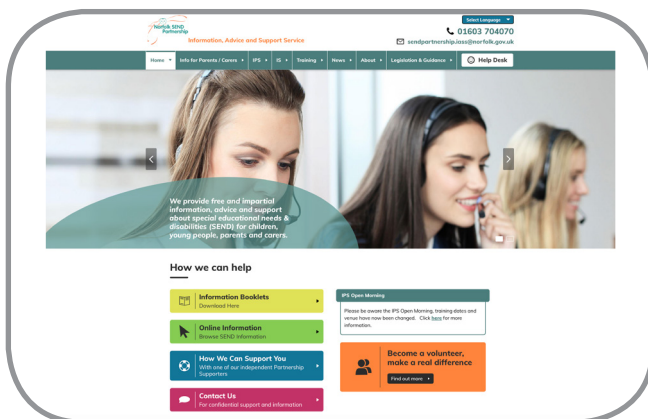 Norfolk SEND
Partnership
Information, Advice and Support Service
Select Language
01603 704070
sendpartnership.iass@norfolk.gov.uk
Home
Info for Parents / Carers
IPS
IS
Training
News
About
Legislation & Guidance
Help Desk
We provide free and impartial
information, advice and support
about special educational needs &
disabilities (SEND) for children,
young people, parents and carers.
How we can help
Information Booklets
Download Here
Online Information
Browse SEND Information
How We Can Support You
With one of our independent Partnership
Supporters
Contact Us
For confidential support and information
IPS Open Morning
Please be aware the IPS Open Morning, training dates and
venue have now been changed. Click here for more
information.
Become a volunteer,
make a real difference
Find out more